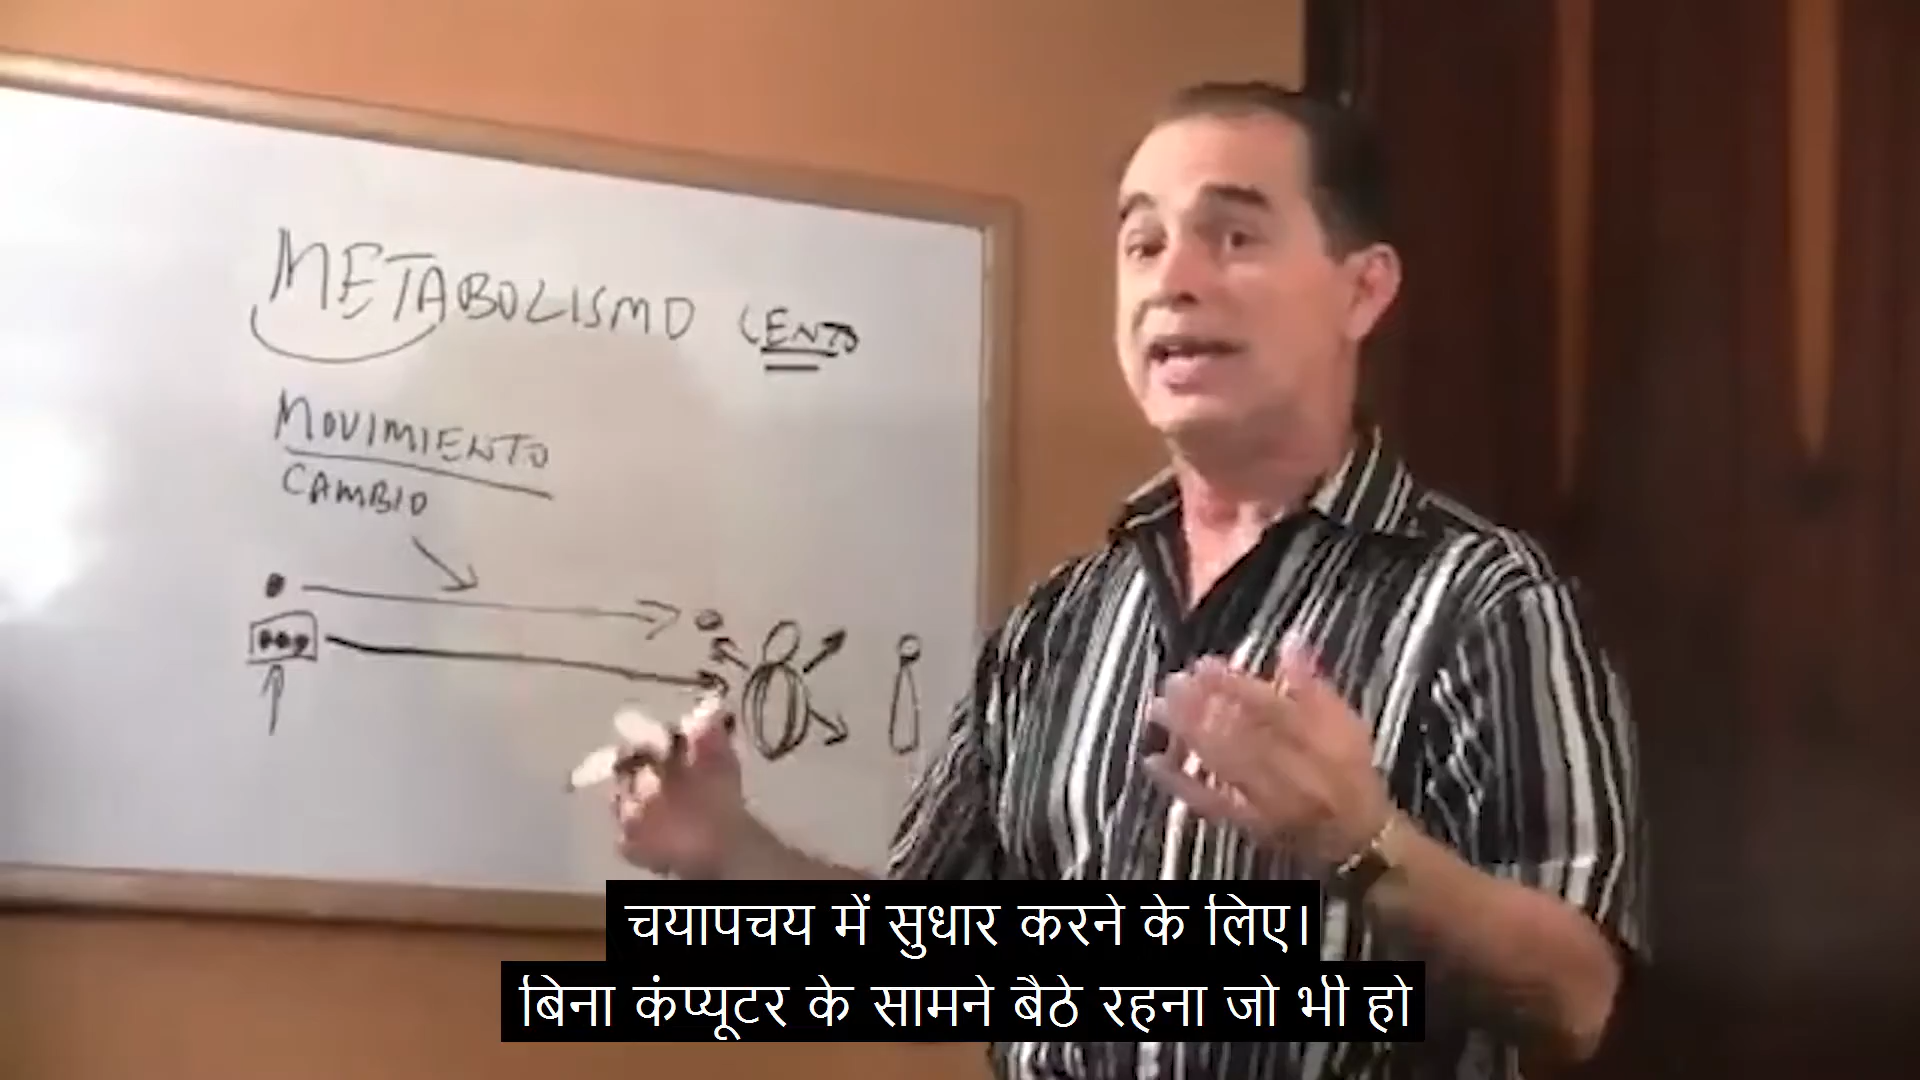 METABOLISMO LENTO
MOVIMIENTO
CAMBIO
चयापचय में सुधार करने के लिए।
बिना कंप्यूटर के सामने बैठे रहना जो भी हो